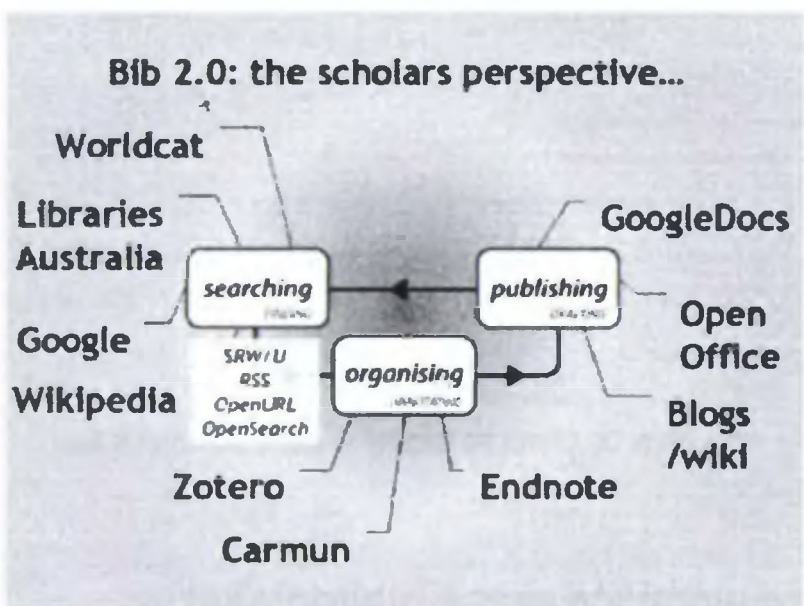 Bib 2.0: the scholars perspective...
Worldcat
Libraries
Australia
Google
Wikipedia
searching
SRW/U
RSS
OpenURL
OpenSearch
organising
Zotero
Carmun
Endnote
publishing
GoogleDocs
Open
Office
Blogs
/wiki